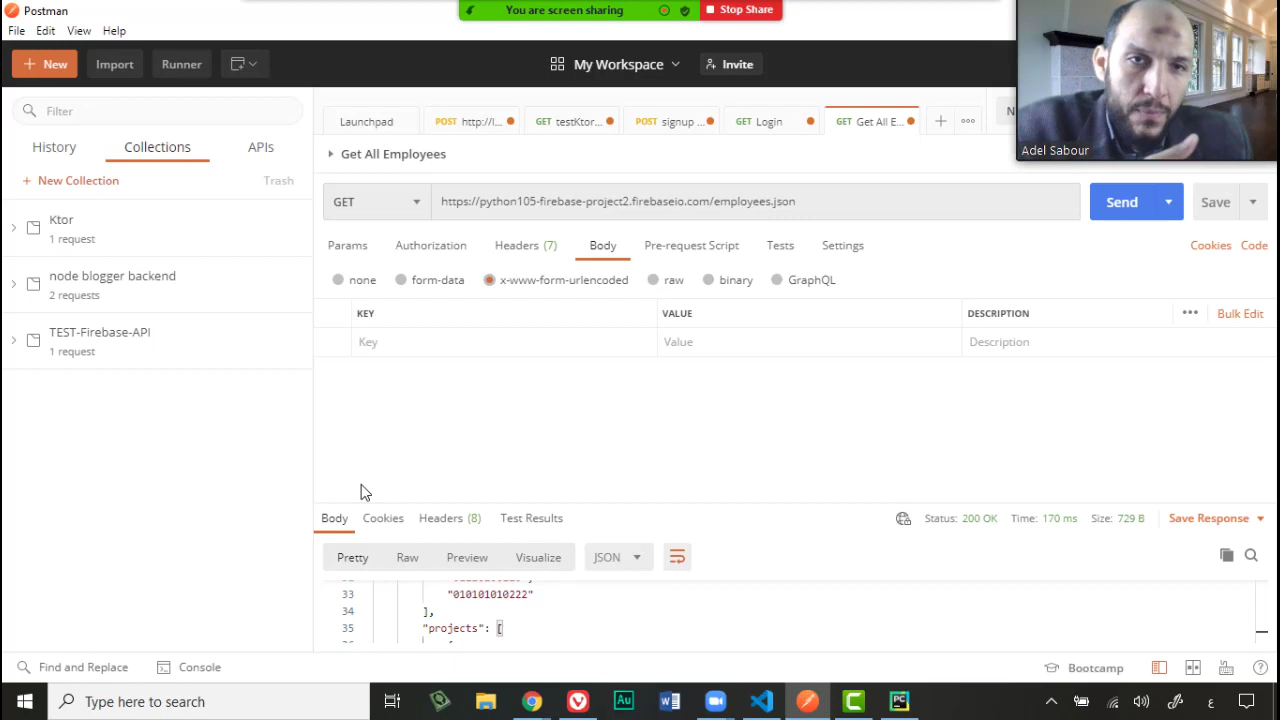 Postman
You are screen sharing
Stop Share
File Edit View Help
New Import Runner
My Workspace
Invite
Filter
History Collections APIs
+ New Collection
Trash
Ktor
1 request
node blogger backend
2 requests
TEST-Firebase-API
1 request
Launchpad
POST http://l...
GET testKtor...
POST signup ...
GET Login
GET Get All E...
N
Adel Sabour
Get All Employees
GET
https://python105-firebase-project2.firebaseio.com/employees.json
Send
Save
Params Authorization Headers (7) Body Pre-request Script Tests Settings
Cookies Code
none form-data x-www-form-urlencoded raw binary GraphQL
KEY VALUE DESCRIPTION
Bulk Edit
Key Value Description
Body Cookies Headers (8) Test Results
Status: 200 OK Time: 170 ms Size: 729 B
Save Response
Pretty Raw Preview Visualize JSON
33 "010101010222"
34 ],
35 "projects": [
Find and Replace Console
Bootcamp
Type here to search
Au
W
PC
ع